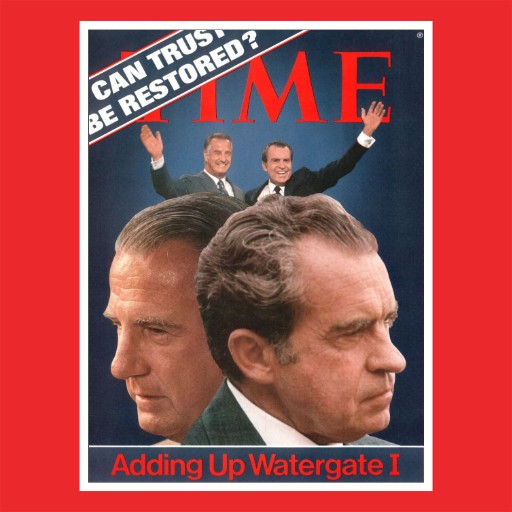 CAN TRUST
BE RESTORED?
TIME
®
Adding Up Watergate I